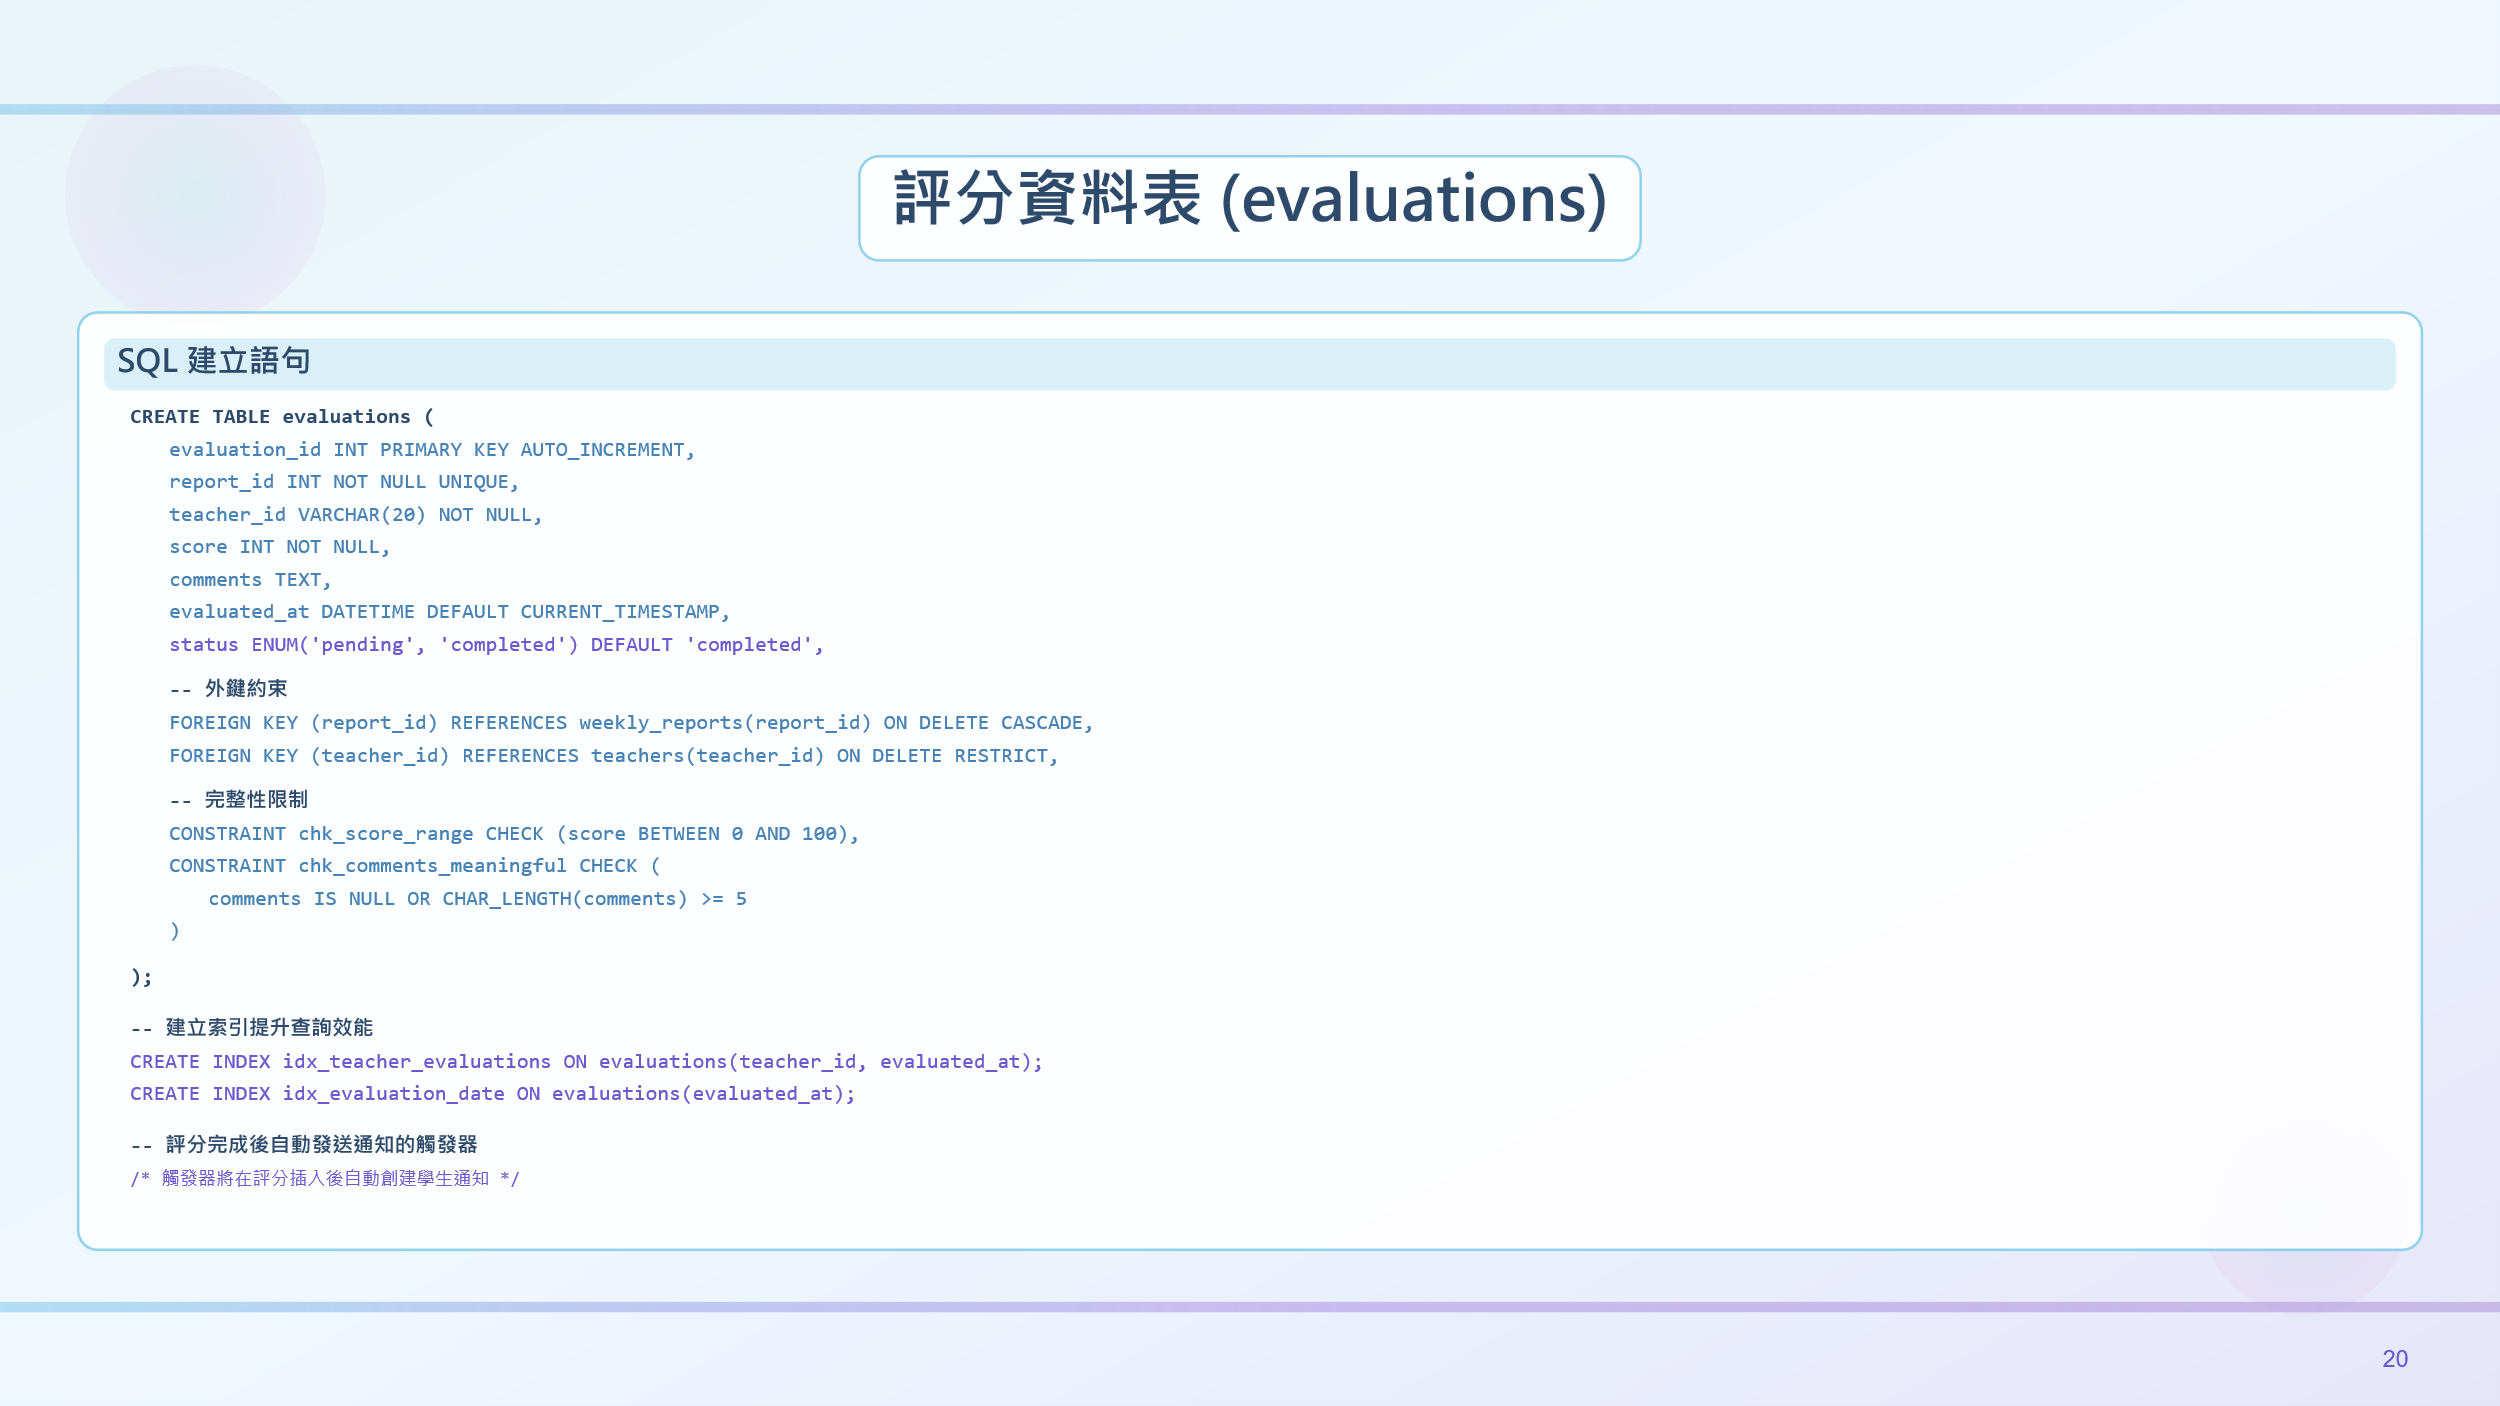 評分資料表 (evaluations)
SQL 建立語句
CREATE TABLE evaluations (
evaluation_id INT PRIMARY KEY AUTO_INCREMENT,
report_id INT NOT NULL UNIQUE,
teacher_id VARCHAR(20) NOT NULL,
score INT NOT NULL,
comments TEXT,
evaluated_at DATETIME DEFAULT CURRENT_TIMESTAMP,
status ENUM('pending', 'completed') DEFAULT 'completed',
-- 外鍵約束
FOREIGN KEY (report_id) REFERENCES weekly_reports(report_id) ON DELETE CASCADE,
FOREIGN KEY (teacher_id) REFERENCES teachers(teacher_id) ON DELETE RESTRICT,
-- 完整性限制
CONSTRAINT chk_score_range CHECK (score BETWEEN 0 AND 100),
CONSTRAINT chk_comments_meaningful CHECK (
comments IS NULL OR CHAR_LENGTH(comments) >= 5
)
);
-- 建立索引提升查詢效能
CREATE INDEX idx_teacher_evaluations ON evaluations(teacher_id, evaluated_at);
CREATE INDEX idx_evaluation_date ON evaluations(evaluated_at);
-- 評分完成後自動發送通知的觸發器
/* 觸發器將在評分插入後自動創建學生通知 */
20